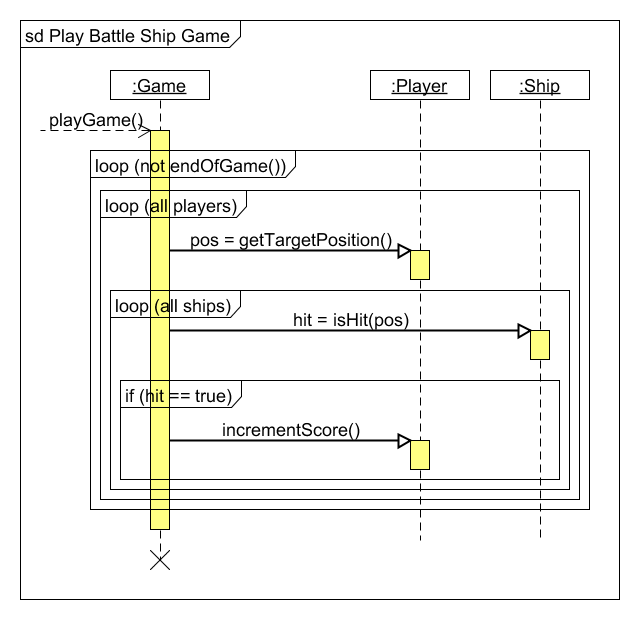 sd Play Battle Ship Game
:Game
:Player
:Ship
playGame()
loop (not endOfGame())
loop (all players)
pos = getTargetPosition()
loop (all ships)
hit = isHit(pos)
if (hit == true)
incrementScore()